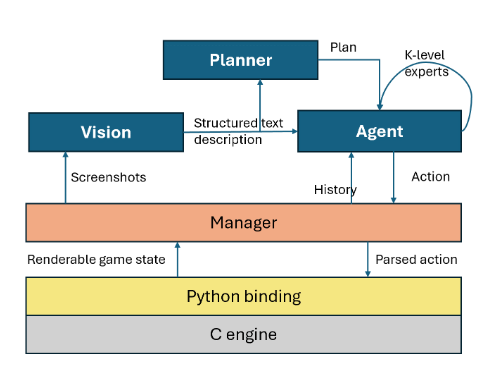 Plan
Planner
K-level
experts
Vision
Structured text
description
Agent
Screenshots
History
Action
Manager
Renderable game state
Parsed action
Python binding
C engine